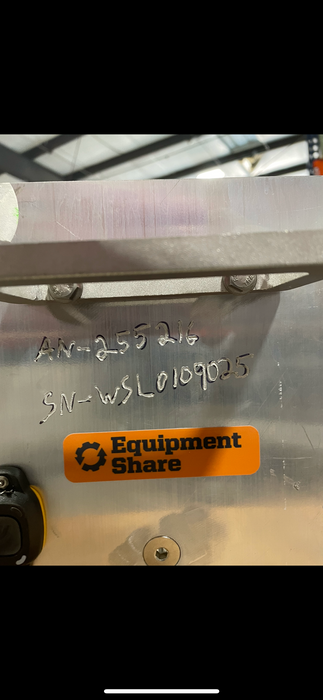 AN-255216
SN-WSL0109025
Equipment
Share